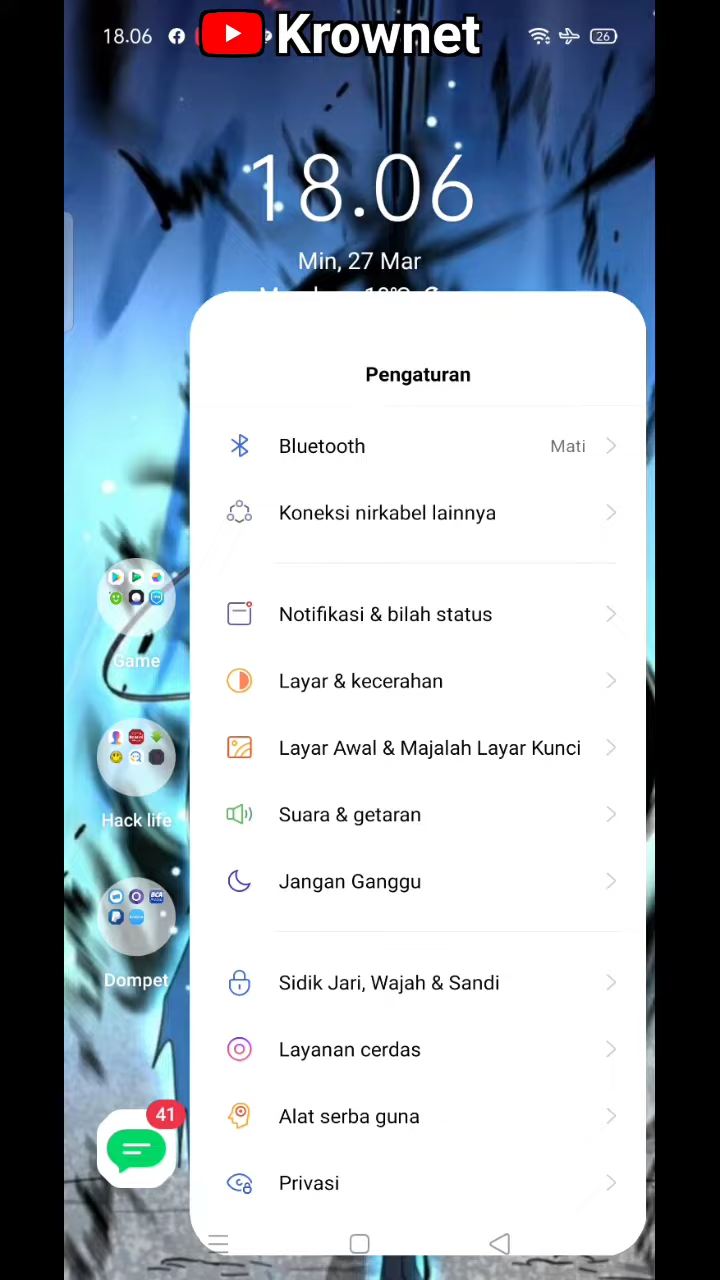 18.06
Krownet
26
18.06
Min, 27 Mar
Pengaturan
Bluetooth
Mati
Koneksi nirkabel lainnya
Notifikasi & bilah status
Layar & kecerahan
Layar Awal & Majalah Layar Kunci
Suara & getaran
Jangan Ganggu
Sidik Jari, Wajah & Sandi
Layanan cerdas
Alat serba guna
Privasi
Game
Hack life
BCA
Dompet
41